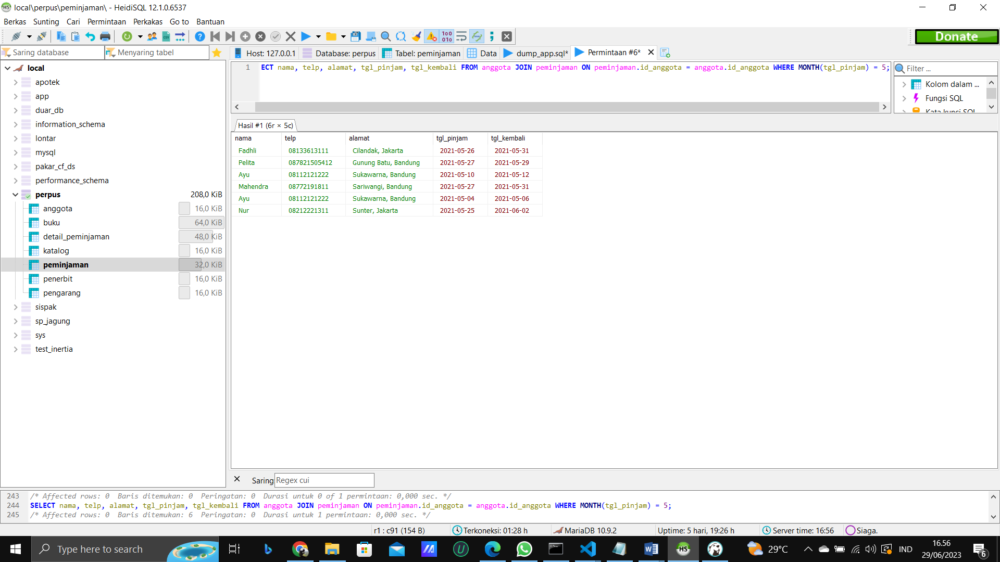 local\perpus\peminjaman\ - HeidiSQL 12.1.0.6537
Berkas Sunting Cari Permintaan Perkakas Go to Bantuan
Donate
Saring database Menyaring tabel
Host: 127.0.0.1 Database: perpus Tabel: peminjaman Data dump_app.sql* Permintaan #6*
1 ECT nama, telp, alamat, tgl_pinjam, tgl_kembali FROM anggota JOIN peminjaman ON peminjaman.id_anggota = anggota.id_anggota WHERE MONTH(tgl_pinjam) = 5;
Filter ...
Kolom dalam ...
Fungsi SQL
Kata kunci SQL
local
apotek
app
duar_db
information_schema
lontar
mysql
pakar_cf_ds
performance_schema
perpus 208,0 KiB
anggota 16,0 KiB
buku 64,0 KiB
detail_peminjaman 48,0 KiB
katalog 16,0 KiB
peminjaman 32,0 KiB
penerbit 16,0 KiB
pengarang 16,0 KiB
sispak
sp_jagung
sys
test_inertia
Hasil #1 (6r × 5c)
nama telp alamat tgl_pinjam tgl_kembali
Fadhli 08133613111 Cilandak, Jakarta 2021-05-26 2021-05-31
Pelita 087821505412 Gunung Batu, Bandung 2021-05-27 2021-05-29
Ayu 08112121222 Sukawarna, Bandung 2021-05-10 2021-05-12
Mahendra 08772191811 Sariwangi, Bandung 2021-05-27 2021-05-31
Ayu 08112121222 Sukawarna, Bandung 2021-05-04 2021-05-06
Nur 08212221311 Sunter, Jakarta 2021-05-25 2021-06-02
Saring Regex cui
243 /* Affected rows: 0 Baris ditemukan: 0 Peringatan: 0 Durasi untuk 0 of 1 permintaan: 0,000 sec. */
244 SELECT nama, telp, alamat, tgl_pinjam, tgl_kembali FROM anggota JOIN peminjaman ON peminjaman.id_anggota = anggota.id_anggota WHERE MONTH(tgl_pinjam) = 5;
245 /* Affected rows: 0 Baris ditemukan: 6 Peringatan: 0 Durasi untuk 1 permintaan: 0,000 sec. */
r1 : c91 (154 B) Terkoneksi: 01:28 h MariaDB 10.9.2 Uptime: 5 hari, 19:26 h Server time: 16:56 Siaga.
Type here to search
29°C
IND
16.56
29/06/2023
6